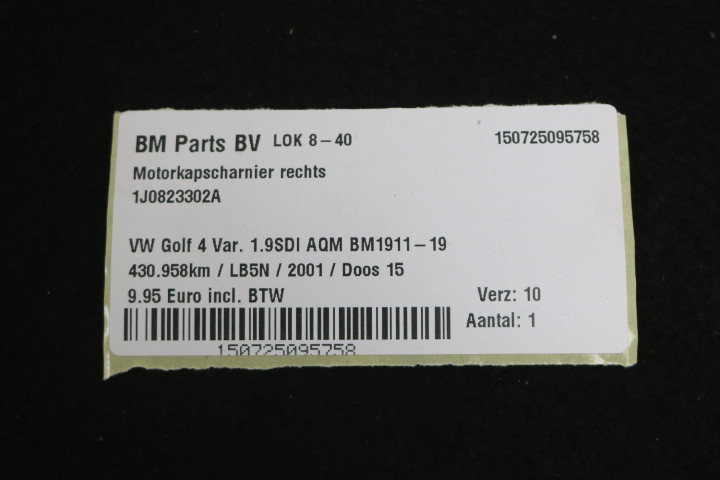 BM Parts BV LOK 8-40 150725095758
Motorkapscharnier rechts
1J0823302A
VW Golf 4 Var. 1.9SDI AQM BM1911-19
430.958km / LB5N / 2001 / Doos 15
9.95 Euro incl. BTW Verz: 10
Aantal: 1
150725095758